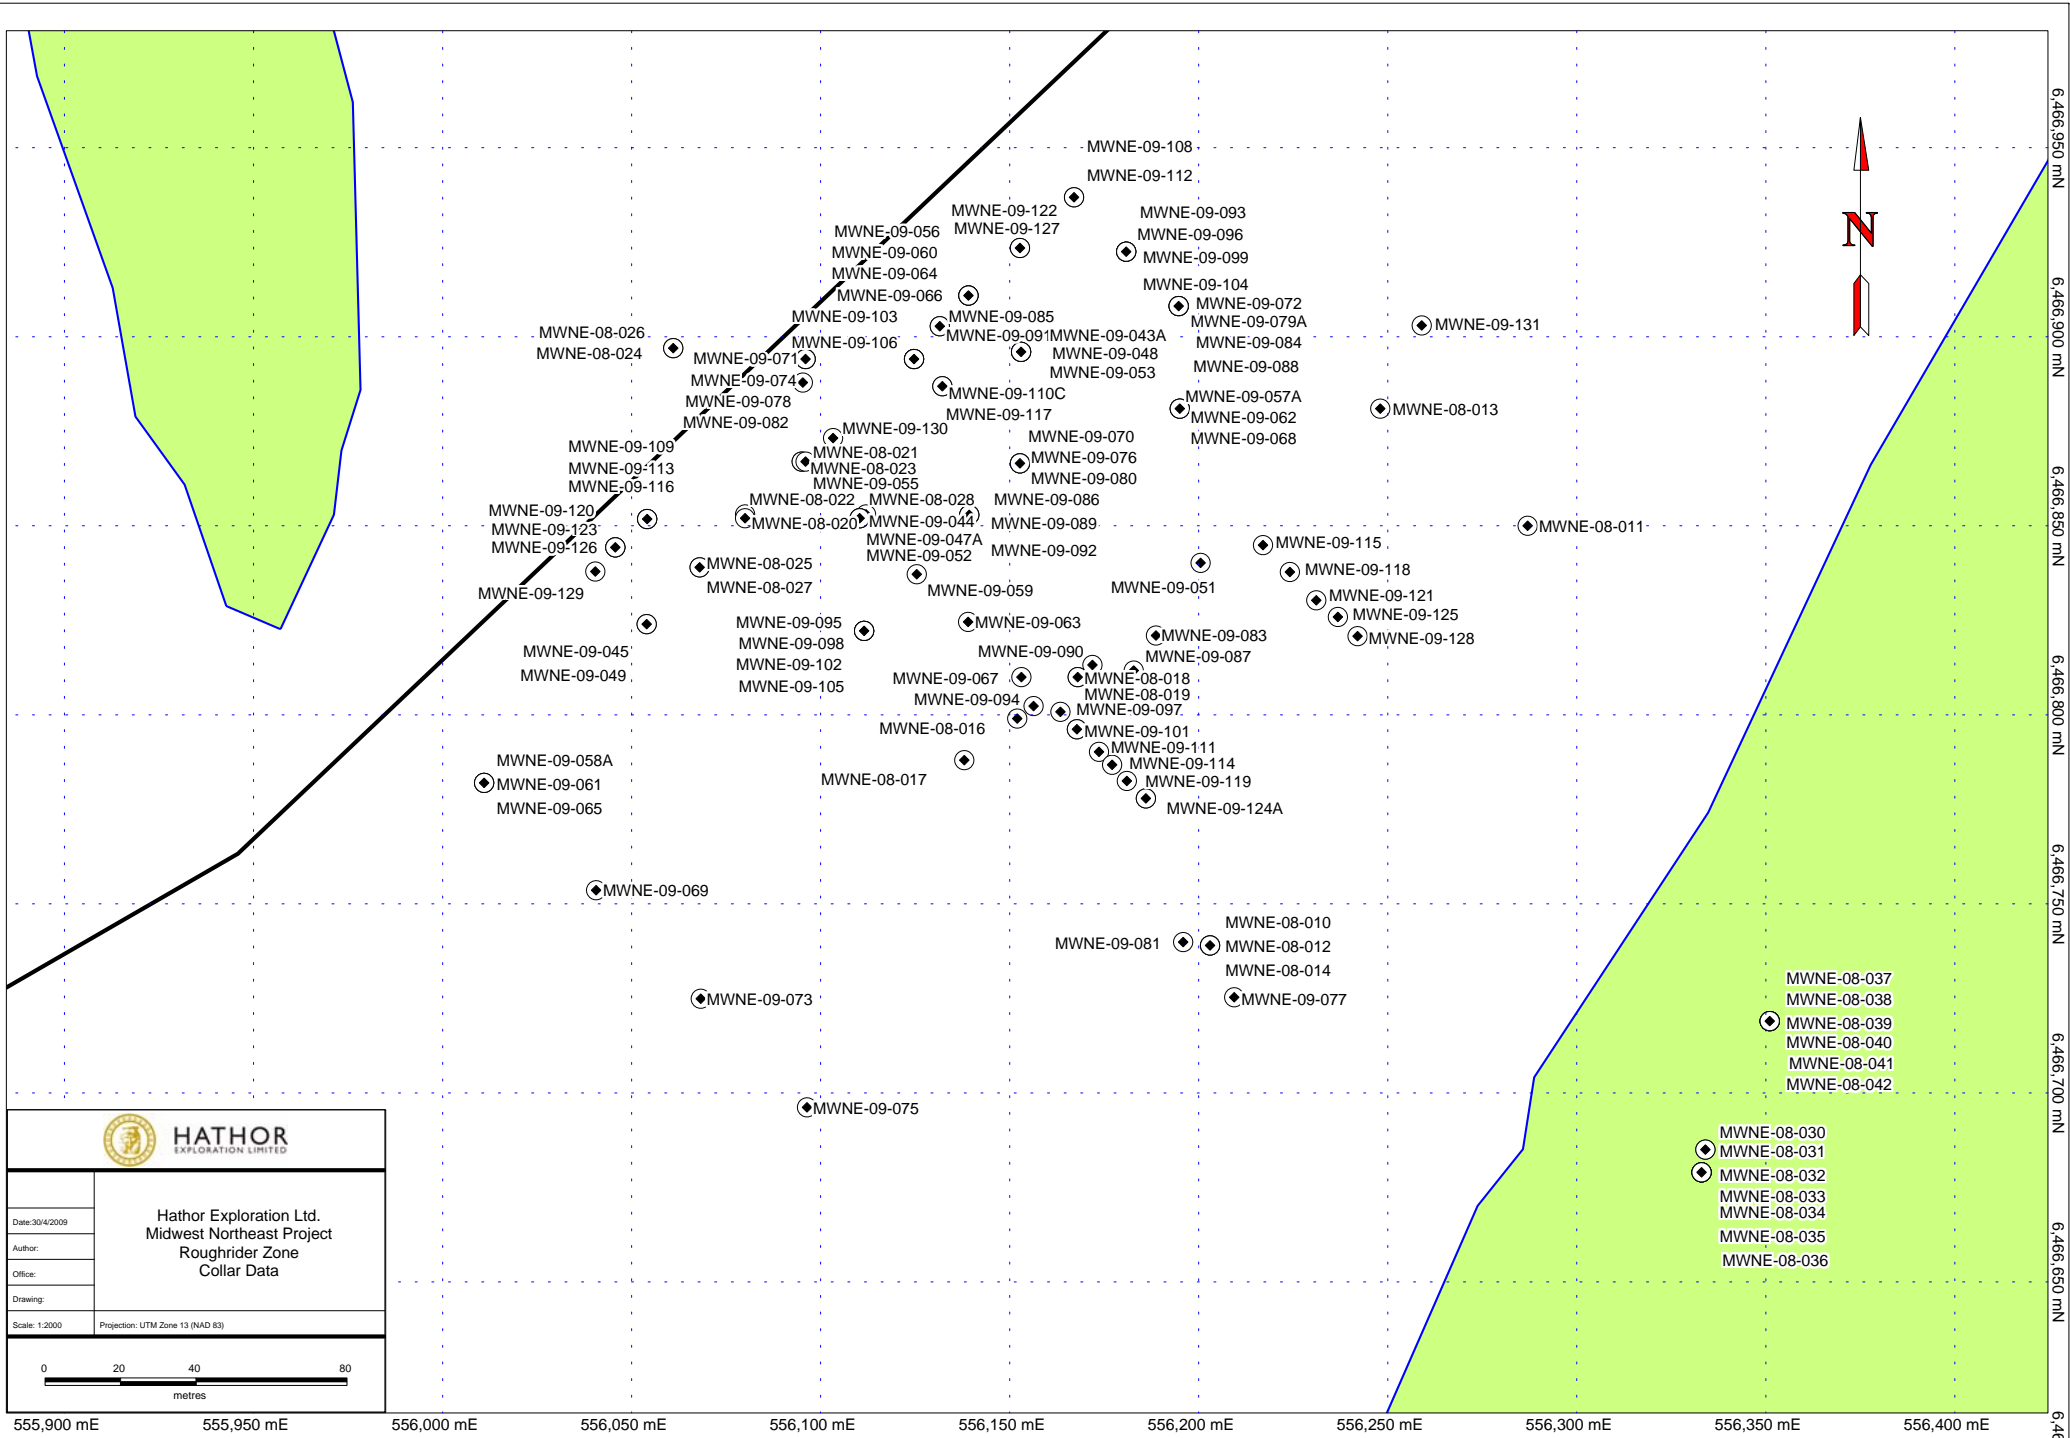 MWNE-09-108
MWNE-09-112
MWNE-09-122
MWNE-09-127
MWNE-09-093
MWNE-09-096
MWNE-09-099
MWNE-09-104
MWNE-09-056
MWNE-09-060
MWNE-09-064
MWNE-09-066
MWNE-09-103
MWNE-09-106
MWNE-09-085
MWNE-09-091
MWNE-09-043A
MWNE-09-048
MWNE-09-053
MWNE-09-072
MWNE-09-079A
MWNE-09-084
MWNE-09-088
MWNE-09-131
MWNE-08-026
MWNE-08-024
MWNE-09-071
MWNE-09-074
MWNE-09-078
MWNE-09-082
MWNE-09-110C
MWNE-09-117
MWNE-09-057A
MWNE-09-062
MWNE-09-068
MWNE-08-013
MWNE-09-130
MWNE-08-021
MWNE-08-023
MWNE-09-055
MWNE-09-070
MWNE-09-076
MWNE-09-080
MWNE-09-109
MWNE-09-113
MWNE-09-116
MWNE-09-120
MWNE-09-123
MWNE-09-126
MWNE-09-129
MWNE-08-022
MWNE-08-020
MWNE-08-028
MWNE-09-044
MWNE-09-047A
MWNE-09-052
MWNE-09-086
MWNE-09-089
MWNE-09-092
MWNE-08-011
MWNE-09-115
MWNE-09-118
MWNE-09-121
MWNE-09-125
MWNE-09-128
MWNE-09-051
MWNE-08-025
MWNE-08-027
MWNE-09-059
MWNE-09-063
MWNE-09-045
MWNE-09-049
MWNE-09-095
MWNE-09-098
MWNE-09-102
MWNE-09-105
MWNE-09-083
MWNE-09-087
MWNE-09-090
MWNE-09-067
MWNE-08-018
MWNE-08-019
MWNE-09-094
MWNE-09-097
MWNE-08-016
MWNE-09-101
MWNE-09-111
MWNE-09-114
MWNE-09-119
MWNE-09-124A
MWNE-08-017
MWNE-09-058A
MWNE-09-061
MWNE-09-065
MWNE-09-069
MWNE-09-073
MWNE-09-075
MWNE-09-081
MWNE-08-010
MWNE-08-012
MWNE-08-014
MWNE-09-077
MWNE-08-037
MWNE-08-038
MWNE-08-039
MWNE-08-040
MWNE-08-041
MWNE-08-042
MWNE-08-030
MWNE-08-031
MWNE-08-032
MWNE-08-033
MWNE-08-034
MWNE-08-035
MWNE-08-036
N
6,466,950 mN
6,466,900 mN
6,466,850 mN
6,466,800 mN
6,466,750 mN
6,466,700 mN
6,466,650 mN
HATHOR
EXPLORATION LIMITED
Hathor Exploration Ltd.
Midwest Northeast Project
Roughrider Zone
Collar Data
Date:30/4/2009
Author:
Office:
Drawing:
Scale: 1:2000
Projection: UTM Zone 13 (NAD 83)
0 20 40 80
metres
555,900 mE 555,950 mE 556,000 mE 556,050 mE 556,100 mE 556,150 mE 556,200 mE 556,250 mE 556,300 mE 556,350 mE 556,400 mE